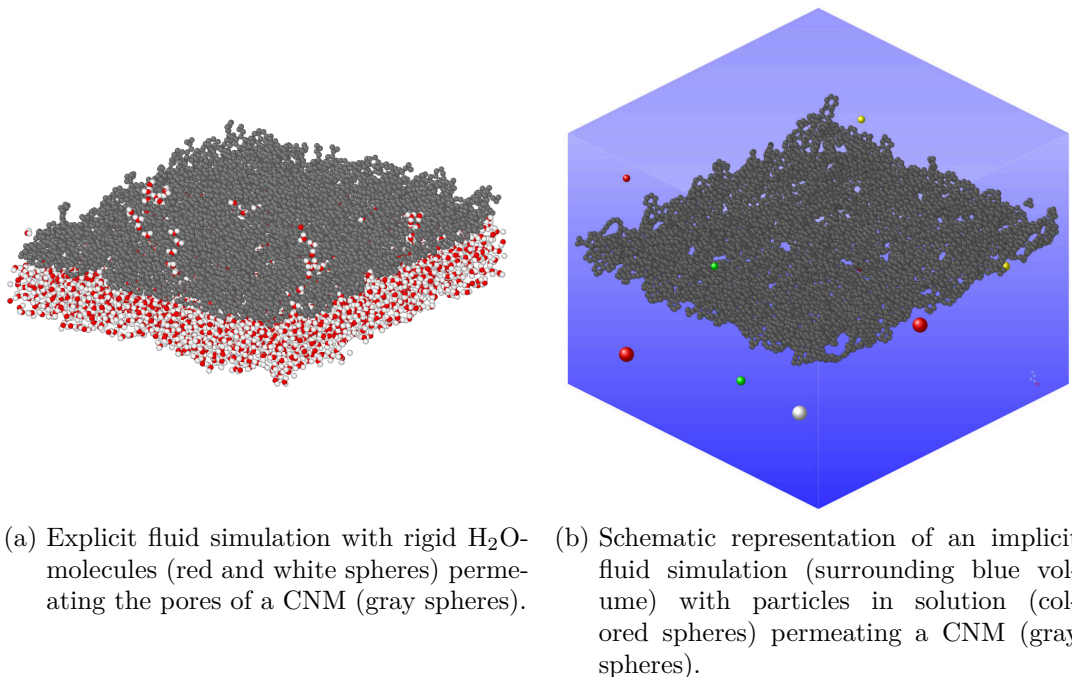 (a) Explicit fluid simulation with rigid H₂O-
molecules (red and white spheres) perme-
ating the pores of a CNM (gray spheres).
(b) Schematic representation of an implicit
fluid simulation (surrounding blue vol-
ume) with particles in solution (col-
ored spheres) permeating a CNM (gray
spheres).